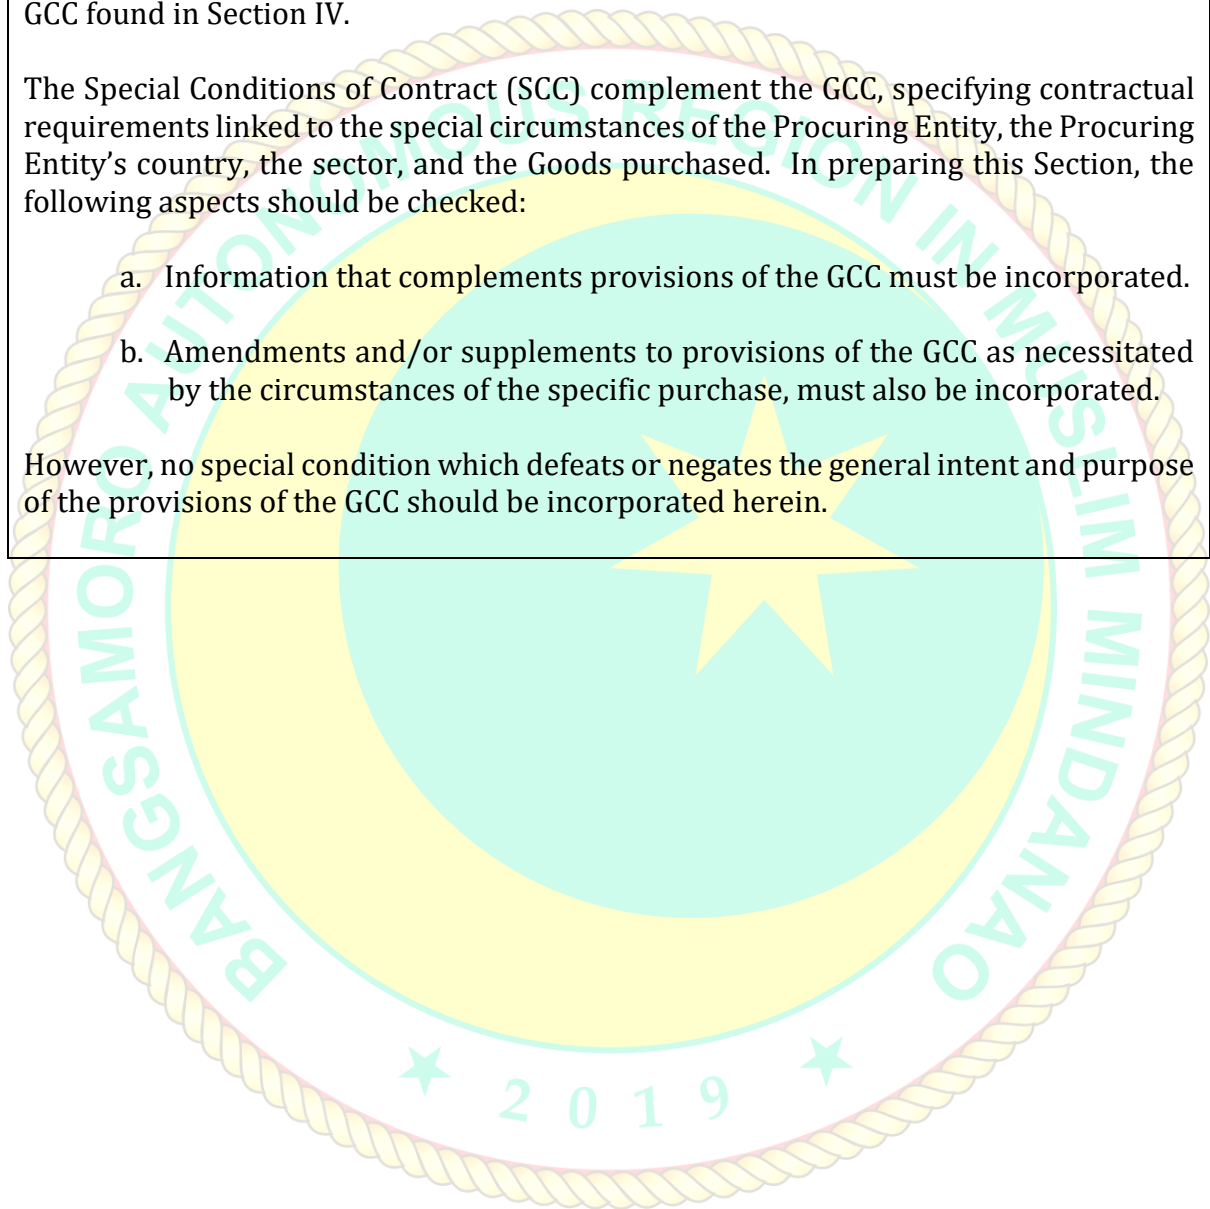 GCC found in Section IV.
The Special Conditions of Contract (SCC) complement the GCC, specifying contractual
requirements linked to the special circumstances of the Procuring Entity, the Procuring
Entity’s country, the sector, and the Goods purchased. In preparing this Section, the
following aspects should be checked:
a. Information that complements provisions of the GCC must be incorporated.
b. Amendments and/or supplements to provisions of the GCC as necessitated
by the circumstances of the specific purchase, must also be incorporated.
However, no special condition which defeats or negates the general intent and purpose
of the provisions of the GCC should be incorporated herein.
BANGSAMORO AUTONOMOUS REGION IN MUSLIM MINDANAO
2019